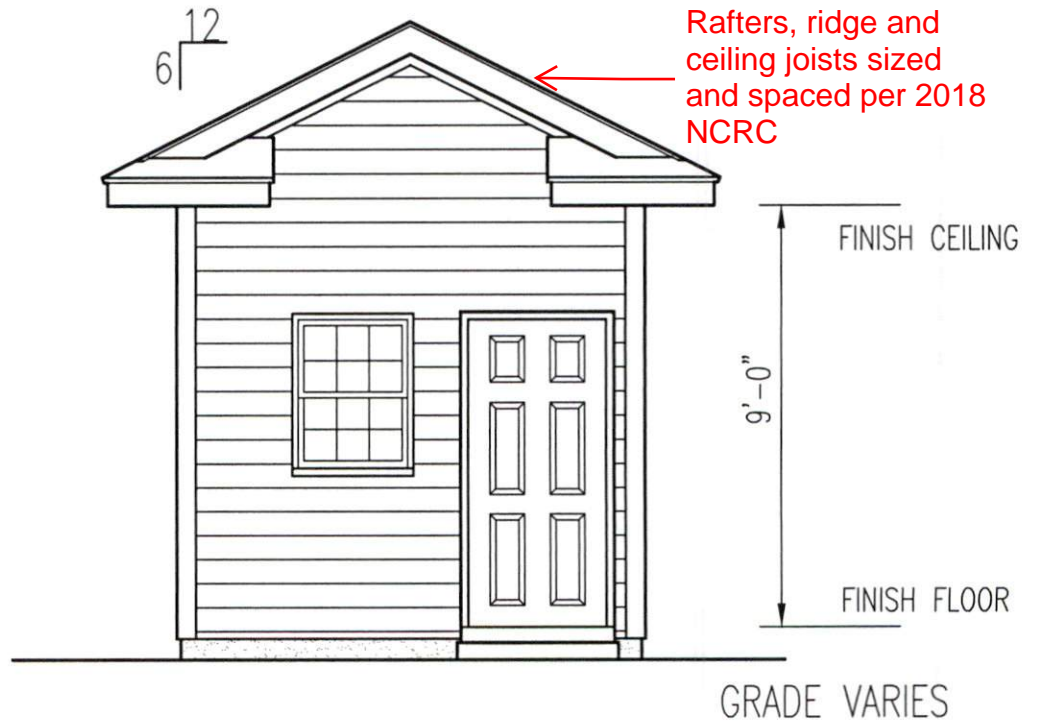 12
6
Rafters, ridge and
ceiling joists sized
and spaced per 2018
NCRC
FINISH CEILING
9'-0"
FINISH FLOOR
GRADE VARIES